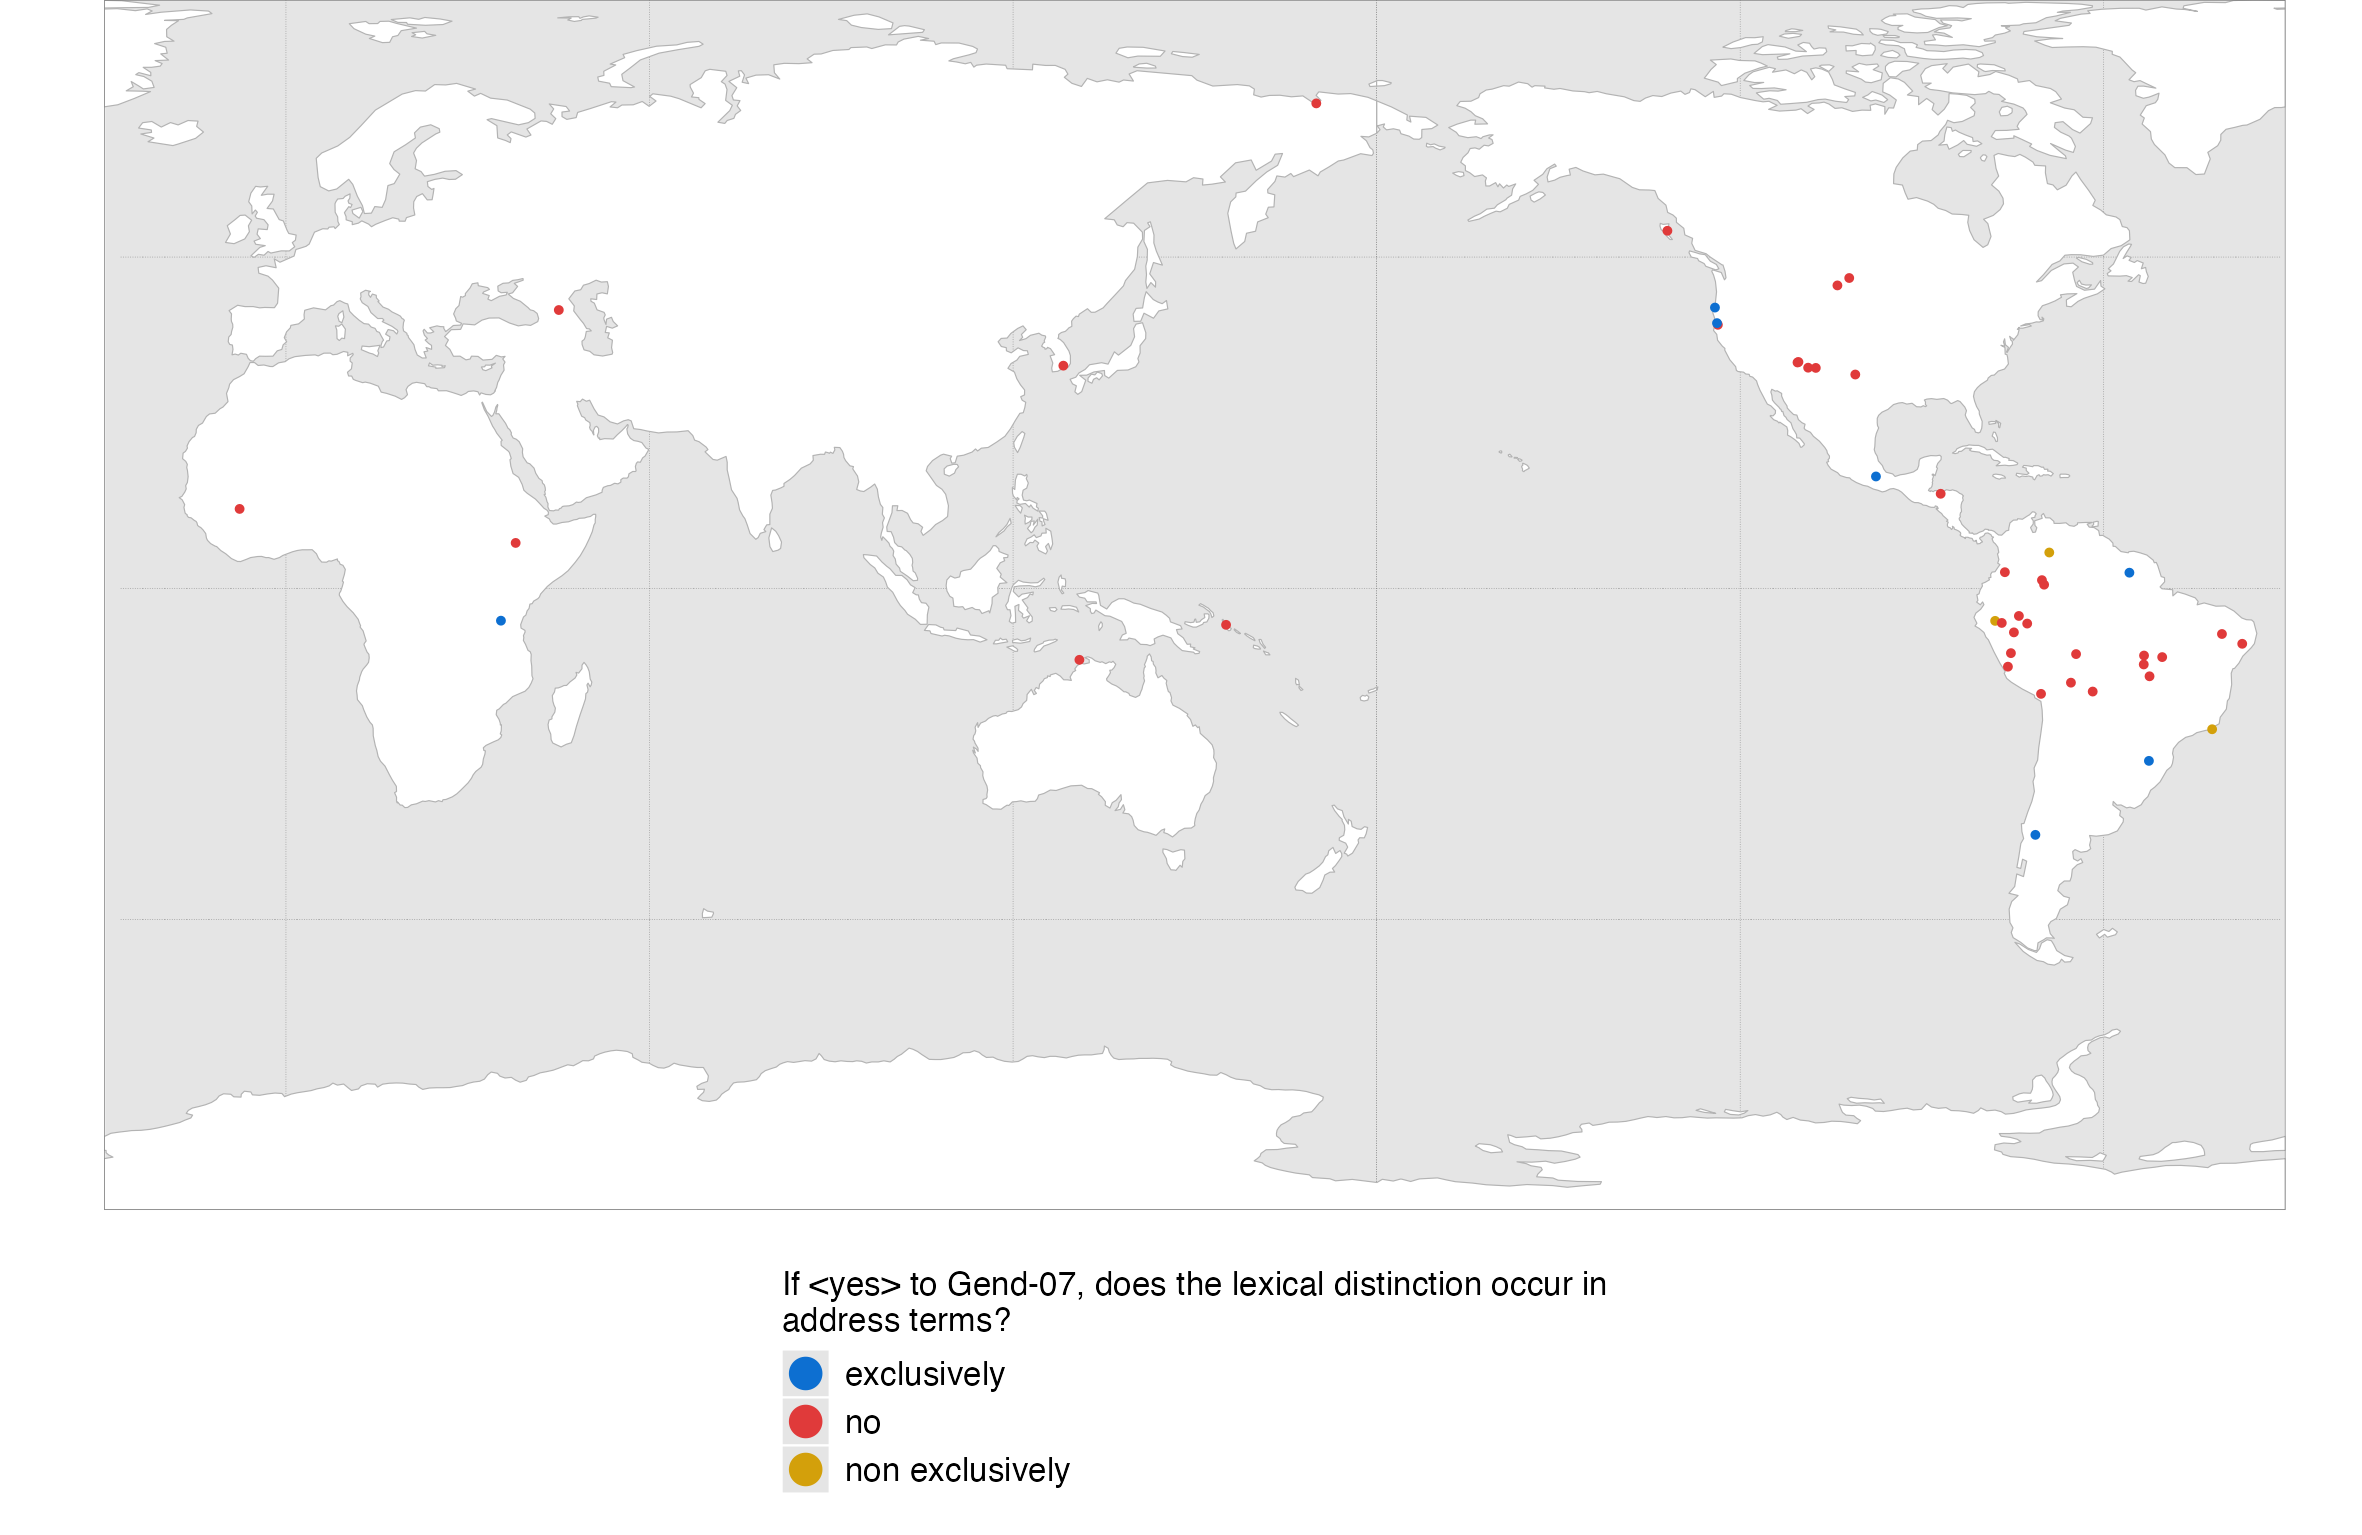 If <yes> to Gend-07, does the lexical distinction occur in
address terms?
exclusively
no
non exclusively